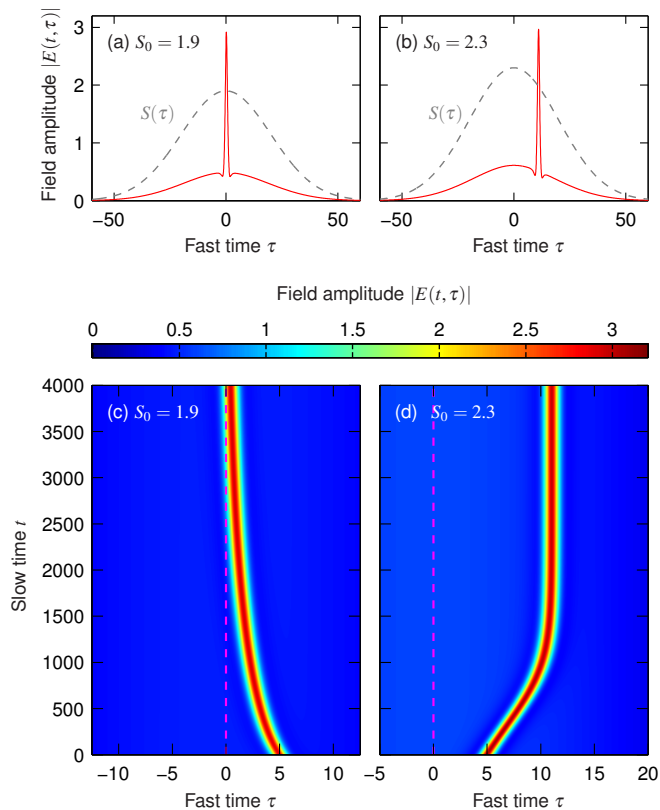 (a) S₀ = 1.9
(b) S₀ = 2.3
S(τ)
S(τ)
Field amplitude |E(t,τ)|
3
2
1
0
−50
0
50
−50
0
50
Fast time τ
Fast time τ
Field amplitude |E(t,τ)|
0
0.5
1
1.5
2
2.5
3
(c) S₀ = 1.9
(d) S₀ = 2.3
Slow time t
4000
3500
3000
2500
2000
1500
1000
500
0
−10
−5
0
5
10
−5
0
5
10
15
20
Fast time τ
Fast time τ